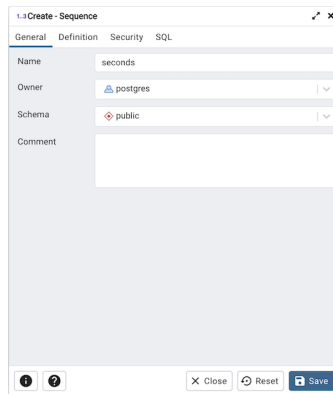 1..3 Create - Sequence
General Definition Security SQL
Name
seconds
Owner
postgres
Schema
public
Comment
Close Reset Save